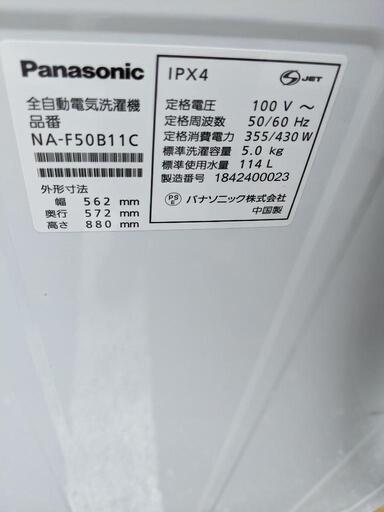 Panasonic
全自動電気洗濯機
品番
NA-F50B11C
外形寸法
幅 562 mm
奥行 572 mm
高さ 880 mm
IPX4
S JET
定格電圧 100 V ～
定格周波数 50/60 Hz
定格消費電力 355/430 W
標準洗濯容量 5.0 kg
標準使用水量 114 L
製造番号 1842400023
PS E パナソニック株式会社
中国製